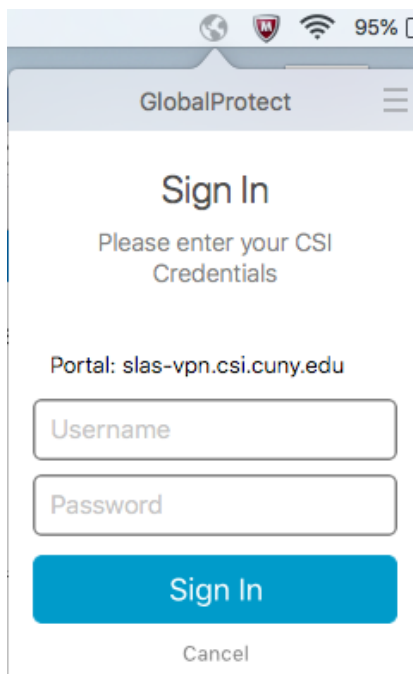 95%
GlobalProtect
Sign In
Please enter your CSI
Credentials
Portal: slas-vpn.csi.cuny.edu
Username
Password
Sign In
Cancel